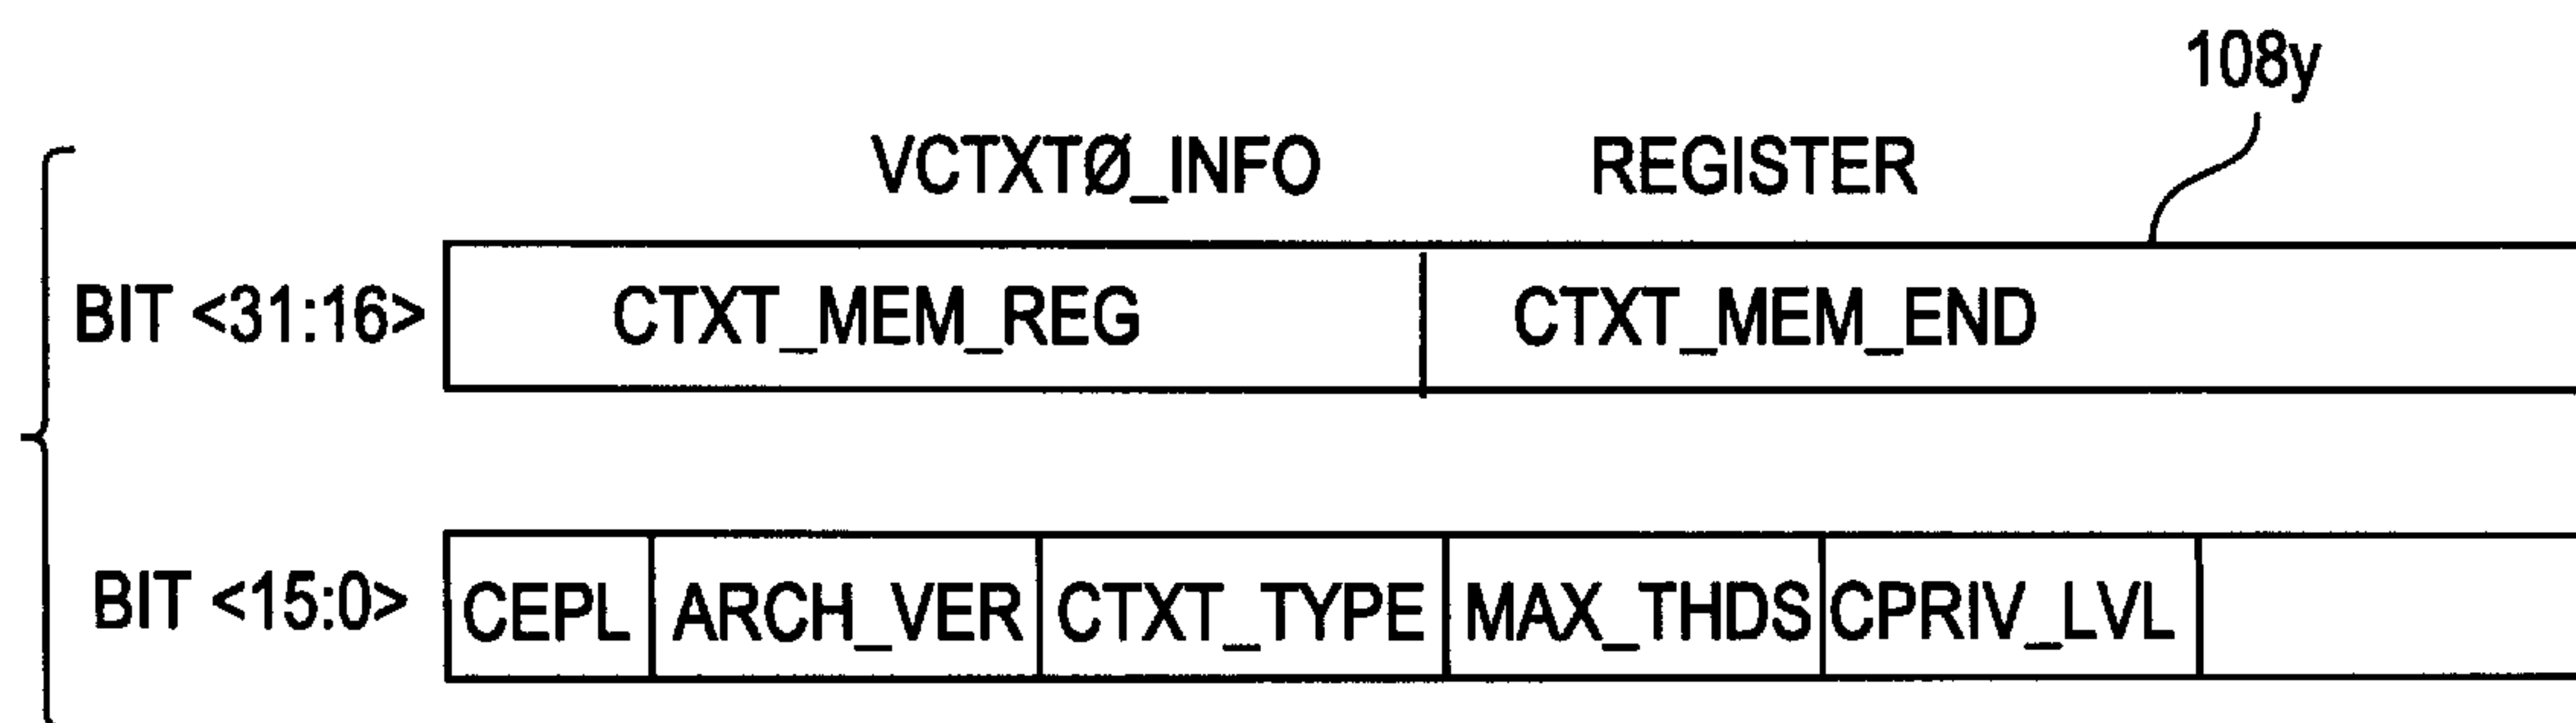 108y
VCTXTØ_INFO REGISTER
BIT <31:16> CTXT_MEM_REG CTXT_MEM_END
BIT <15:0> CEPL ARCH_VER CTXT_TYPE MAX_THDS CPRIV_LVL